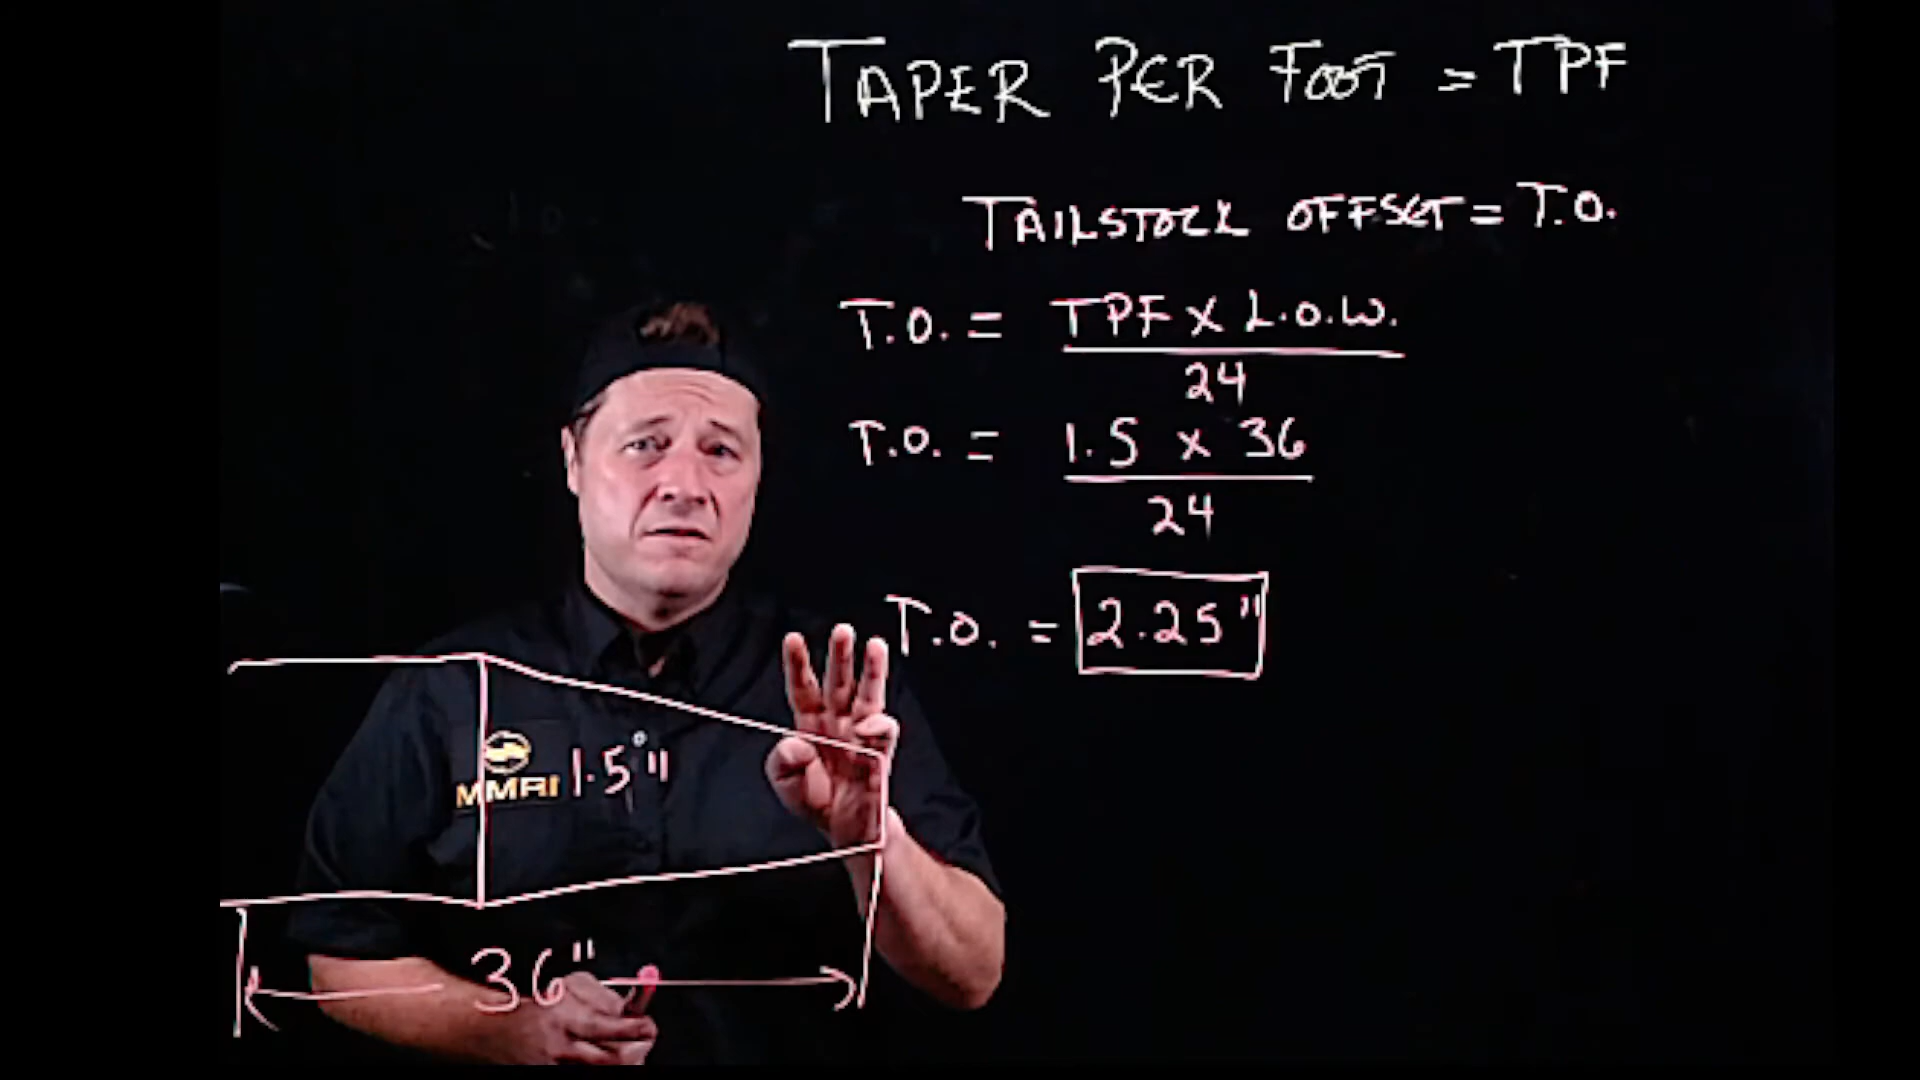 TAPER PER FOOT = TPF
TAILSTOCK OFFSET = T.O.
T.O. = TPF X L.O.W.
24
T.O. = 1.5 x 36
24
T.O. = 2.25"
MMRI 1.5°"
36"